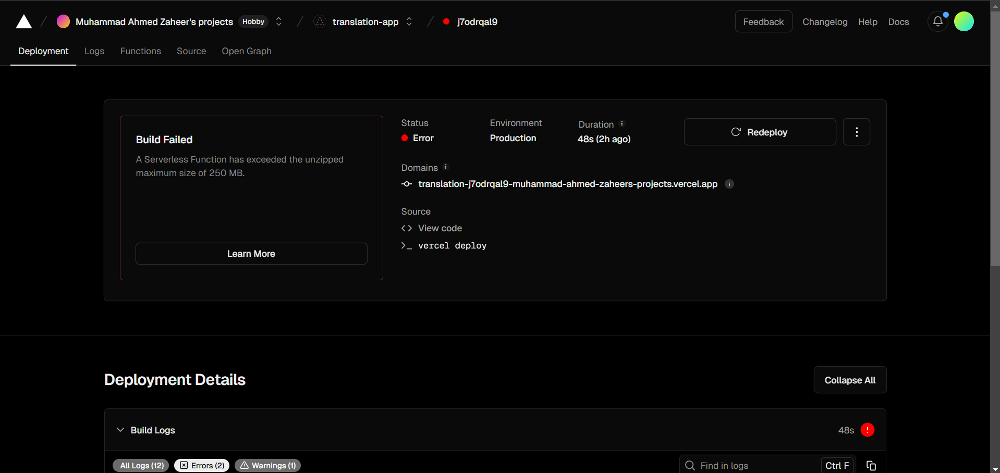 Muhammad Ahmed Zaheer's projects Hobby translation-app j7odrqal9 Feedback Changelog Help Docs
Deployment Logs Functions Source Open Graph
Build Failed
A Serverless Function has exceeded the unzipped
maximum size of 250 MB.
Learn More
Status Environment Duration
Error Production 48s (2h ago)
Redeploy
Domains
translation-j7odrqal9-muhammad-ahmed-zaheers-projects.vercel.app
Source
View code
vercel deploy
Deployment Details
Collapse All
Build Logs 48s
All Logs (12) Errors (2) Warnings (1) Find in logs Ctrl F